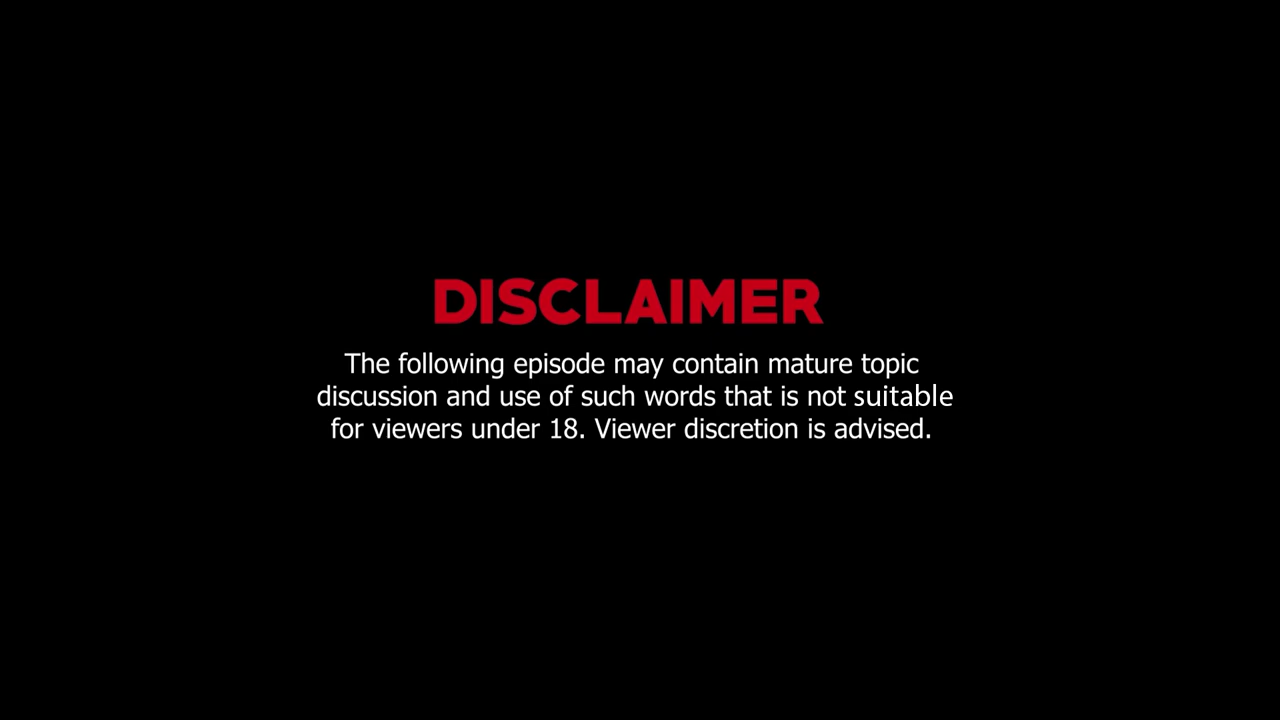 DISCLAIMER
The following episode may contain mature topic
discussion and use of such words that is not suitable
for viewers under 18. Viewer discretion is advised.